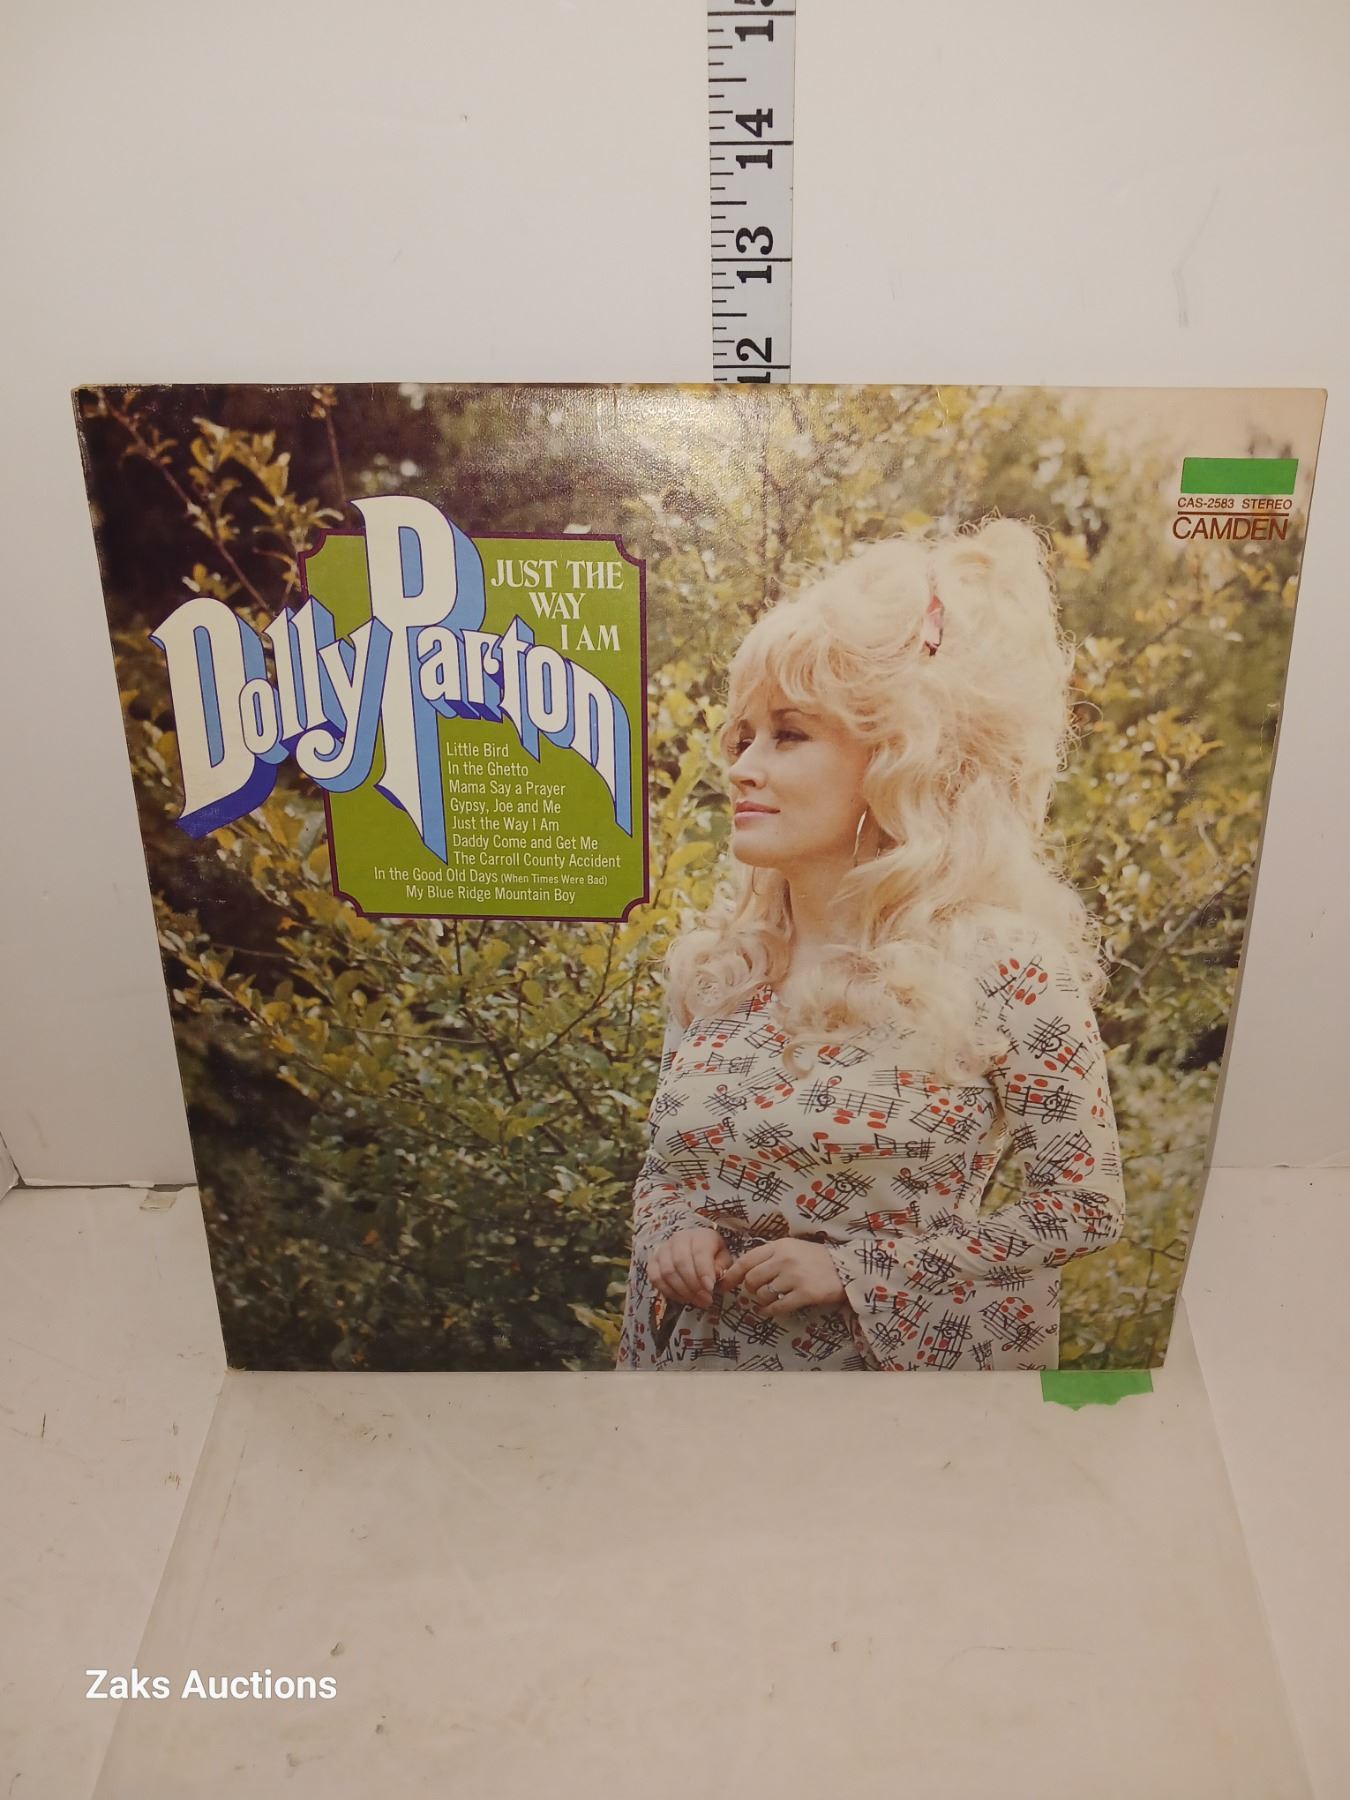 15
14
13
12
CAS-2583 STEREO
CAMDEN
Dolly Parton
JUST THE
WAY
I AM
Little Bird
In the Ghetto
Mama Say a Prayer
Gypsy, Joe and Me
Just the Way I Am
Daddy Come and Get Me
The Carroll County Accident
In the Good Old Days (When Times Were Bad)
My Blue Ridge Mountain Boy
Zaks Auctions